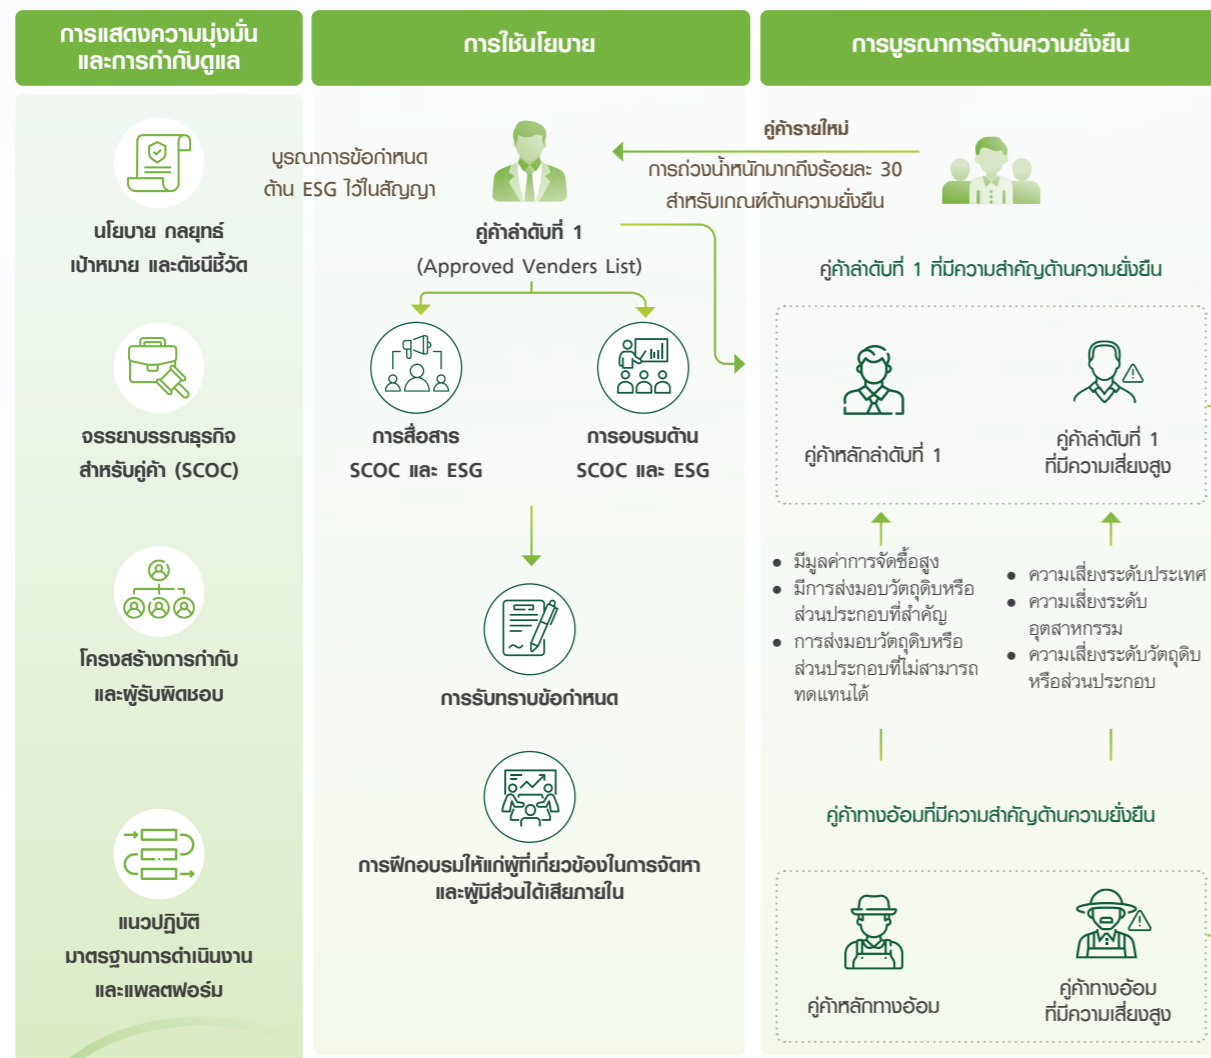 การแสดงความมุ่งมั่น
และการกำกับดูแล
นโยบาย กลยุทธ์
เป้าหมาย และดัชนีชี้วัด
จรรยาบรรณธุรกิจ
สำหรับคู่ค้า (SCOC)
โครงสร้างการกำกับ
และผู้รับผิดชอบ
แนวปฏิบัติ
มาตรฐานการดำเนินงาน
และแพลตฟอร์ม
การใช้นโยบาย
บูรณาการข้อกำหนด
ด้าน ESG ไว้ในสัญญา
คู่ค้าลำดับที่ 1
(Approved Venders List)
การสื่อสาร
SCOC และ ESG
การอบรมด้าน
SCOC และ ESG
การรับทราบข้อกำหนด
การฝึกอบรมให้แก่ผู้ที่เกี่ยวข้องในการจัดหา
และผู้มีส่วนได้เสียภายใน
การบูรณาการด้านความยั่งยืน
คู่ค้ารายใหม่
การถ่วงน้ำหนักมากถึงร้อยละ 30
สำหรับเกณฑ์ด้านความยั่งยืน
คู่ค้าลำดับที่ 1 ที่มีความสำคัญด้านความยั่งยืน
คู่ค้าหลักลำดับที่ 1
คู่ค้าลำดับที่ 1
ที่มีความเสี่ยงสูง
● มีมูลค่าการจัดซื้อสูง
● มีการส่งมอบวัตถุดิบหรือ
ส่วนประกอบที่สำคัญ
● การส่งมอบวัตถุดิบหรือ
ส่วนประกอบที่ไม่สามารถ
ทดแทนได้
● ความเสี่ยงระดับประเทศ
● ความเสี่ยงระดับ
อุตสาหกรรม
● ความเสี่ยงระดับวัตถุดิบ
หรือส่วนประกอบ
คู่ค้าทางอ้อมที่มีความสำคัญด้านความยั่งยืน
คู่ค้าหลักทางอ้อม
คู่ค้าทางอ้อม
ที่มีความเสี่ยงสูง